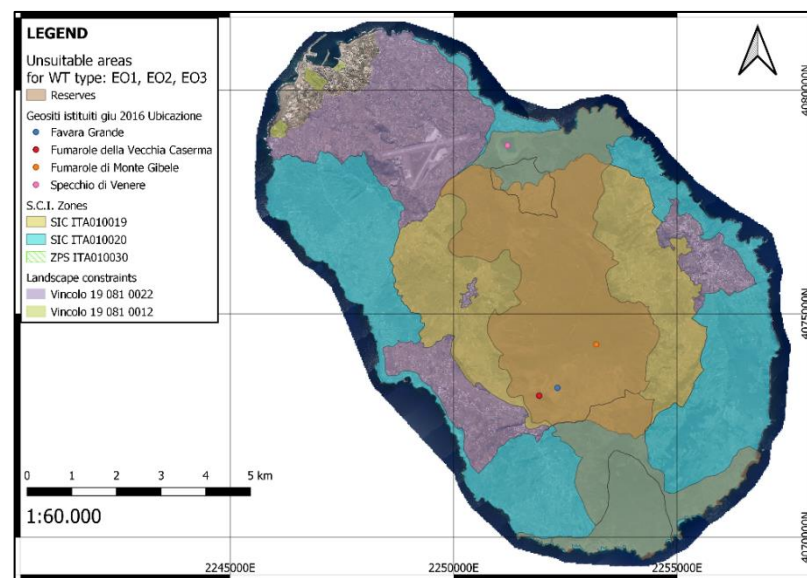 LEGEND
Unsuitable areas
for WT type: EO1, EO2, EO3
Reserves
Geositi istituiti giu 2016 Ubicazione
Favara Grande
Fumarole della Vecchia Caserma
Fumarole di Monte Gibele
Specchio di Venere
S.C.I. Zones
SIC ITA010019
SIC ITA010020
ZPS ITA010030
Landscape constraints
Vincolo 19 081 0022
Vincolo 19 081 0012
0 1 2 3 4 5 km
1:60.000
4080000N
4075000N
4070000N
2245000E 2250000E 2255000E